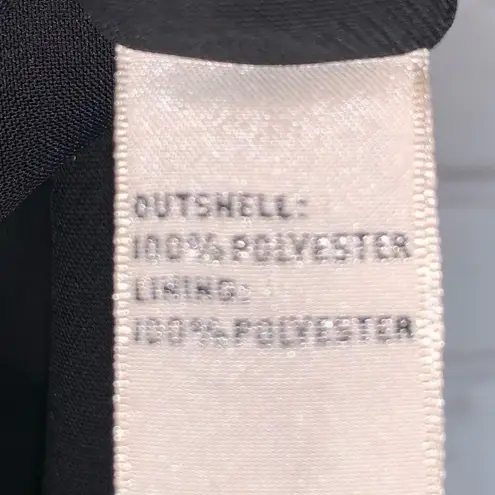 OUTSHELL:
100% POLYESTER
LINING:
100% POLYESTER